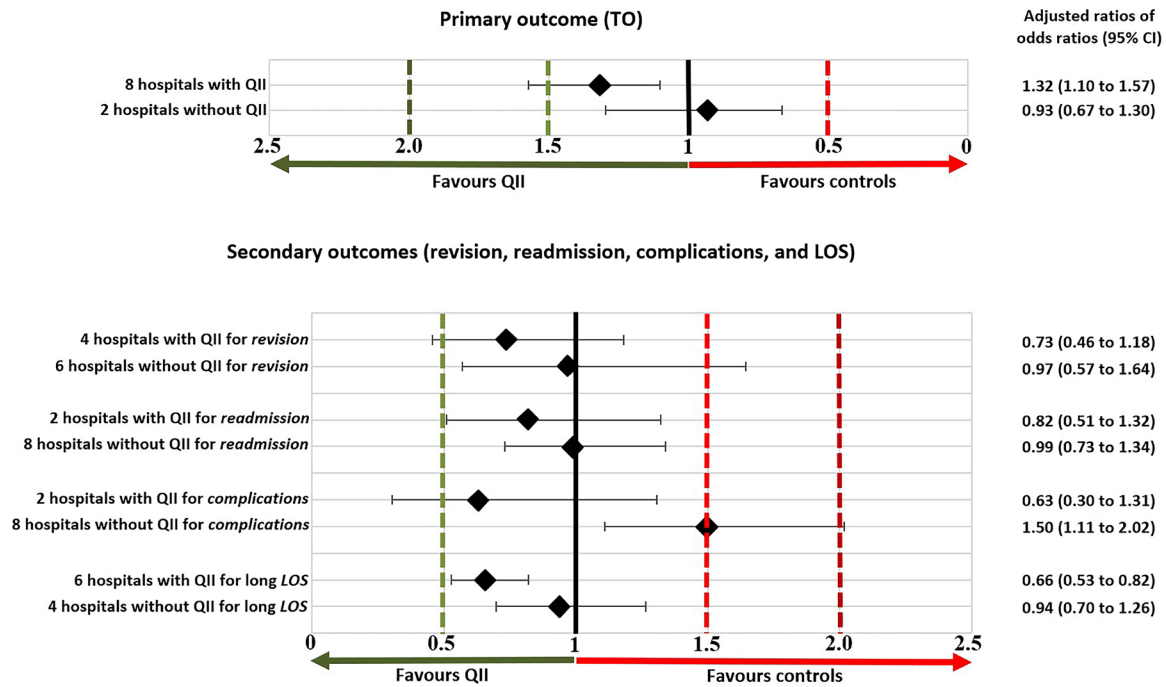 Primary outcome (TO)
Adjusted ratios of
odds ratios (95% CI)
8 hospitals with QII
1.32 (1.10 to 1.57)
2 hospitals without QII
0.93 (0.67 to 1.30)
2.5 2.0 1.5 1 0.5 0
Favours QII Favours controls
Secondary outcomes (revision, readmission, complications, and LOS)
4 hospitals with QII for revision
0.73 (0.46 to 1.18)
6 hospitals without QII for revision
0.97 (0.57 to 1.64)
2 hospitals with QII for readmission
0.82 (0.51 to 1.32)
8 hospitals without QII for readmission
0.99 (0.73 to 1.34)
2 hospitals with QII for complications
0.63 (0.30 to 1.31)
8 hospitals without QII for complications
1.50 (1.11 to 2.02)
6 hospitals with QII for long LOS
0.66 (0.53 to 0.82)
4 hospitals without QII for long LOS
0.94 (0.70 to 1.26)
0 0.5 1 1.5 2.0 2.5
Favours QII Favours controls